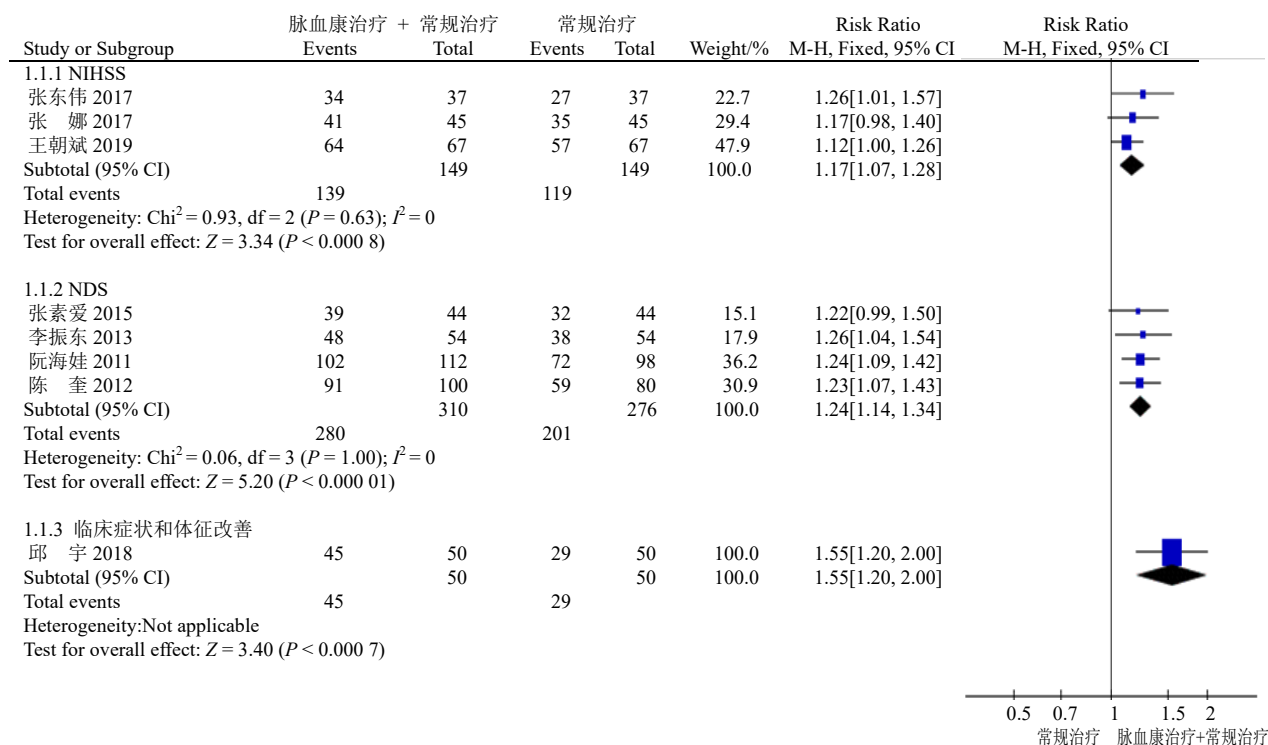 脉血康治疗 + 常规治疗 常规治疗 Risk Ratio Risk Ratio
Study or Subgroup Events Total Events Total Weight/% M-H, Fixed, 95% CI M-H, Fixed, 95% CI
1.1.1 NIHSS
张东伟 2017 34 37 27 37 22.7 1.26[1.01, 1.57]
张 娜 2017 41 45 35 45 29.4 1.17[0.98, 1.40]
王朝斌 2019 64 67 57 67 47.9 1.12[1.00, 1.26]
Subtotal (95% CI) 149 149 100.0 1.17[1.07, 1.28]
Total events 139 119
Heterogeneity: Chi² = 0.93, df = 2 (P = 0.63); I² = 0
Test for overall effect: Z = 3.34 (P < 0.000 8)
1.1.2 NDS
张素爱 2015 39 44 32 44 15.1 1.22[0.99, 1.50]
李振东 2013 48 54 38 54 17.9 1.26[1.04, 1.54]
阮海娃 2011 102 112 72 98 36.2 1.24[1.09, 1.42]
陈 奎 2012 91 100 59 80 30.9 1.23[1.07, 1.43]
Subtotal (95% CI) 310 276 100.0 1.24[1.14, 1.34]
Total events 280 201
Heterogeneity: Chi² = 0.06, df = 3 (P = 1.00); I² = 0
Test for overall effect: Z = 5.20 (P < 0.000 01)
1.1.3 临床症状和体征改善
邱 宇 2018 45 50 29 50 100.0 1.55[1.20, 2.00]
Subtotal (95% CI) 50 50 100.0 1.55[1.20, 2.00]
Total events 45 29
Heterogeneity:Not applicable
Test for overall effect: Z = 3.40 (P < 0.000 7)
0.5 0.7 1 1.5 2
常规治疗 脉血康治疗+常规治疗